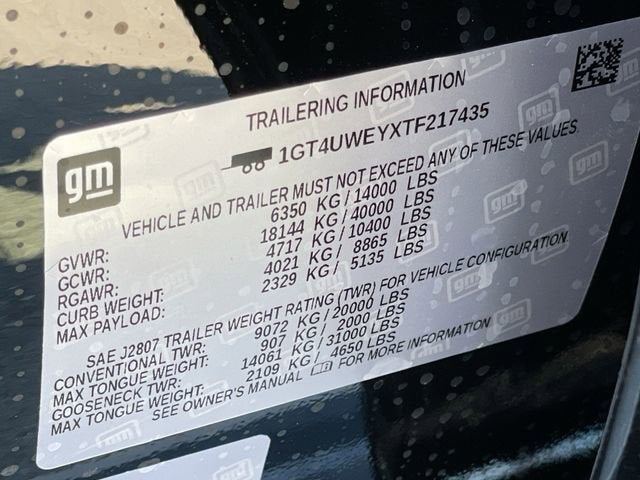 TRAILERING INFORMATION
gm
1GT4UWEYXTF217435
VEHICLE AND TRAILER MUST NOT EXCEED ANY OF THESE VALUES.
GVWR: 6350 KG / 14000 LBS
GCWR: 18144 KG / 40000 LBS
RGAWR: 4717 KG / 10400 LBS
CURB WEIGHT: 4021 KG / 8865 LBS
MAX PAYLOAD: 2329 KG / 5135 LBS
SAE J2807 TRAILER WEIGHT RATING (TWR) FOR VEHICLE CONFIGURATION.
CONVENTIONAL TWR: 9072 KG / 20000 LBS
MAX TONGUE WEIGHT: 907 KG / 2000 LBS
GOOSENECK TWR: 14061 KG / 31000 LBS
MAX TONGUE WEIGHT: 2109 KG / 4650 LBS
SEE OWNER'S MANUAL FOR MORE INFORMATION